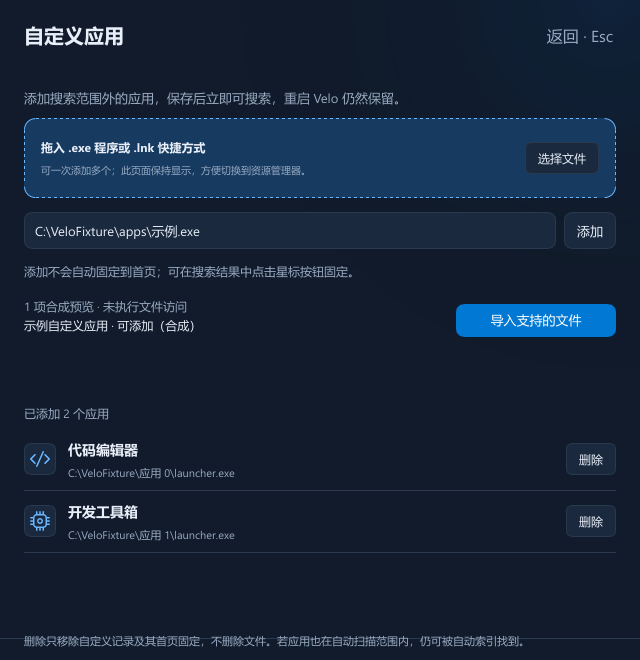 自定义应用
返回 · Esc
添加搜索范围外的应用，保存后立即可搜索，重启 Velo 仍然保留。
拖入 .exe 程序或 .lnk 快捷方式
可一次添加多个；此页面保持显示，方便切换到资源管理器。
选择文件
C:\VeloFixture\apps\示例.exe
添加
添加不会自动固定到首页；可在搜索结果中点击星标按钮固定。
1 项合成预览 · 未执行文件访问
示例自定义应用 · 可添加（合成）
导入支持的文件
已添加 2 个应用
代码编辑器
C:\VeloFixture\应用 0\launcher.exe
删除
开发工具箱
C:\VeloFixture\应用 1\launcher.exe
删除
删除只移除自定义记录及其首页固定，不删除文件。若应用也在自动扫描范围内，仍可被自动索引找到。